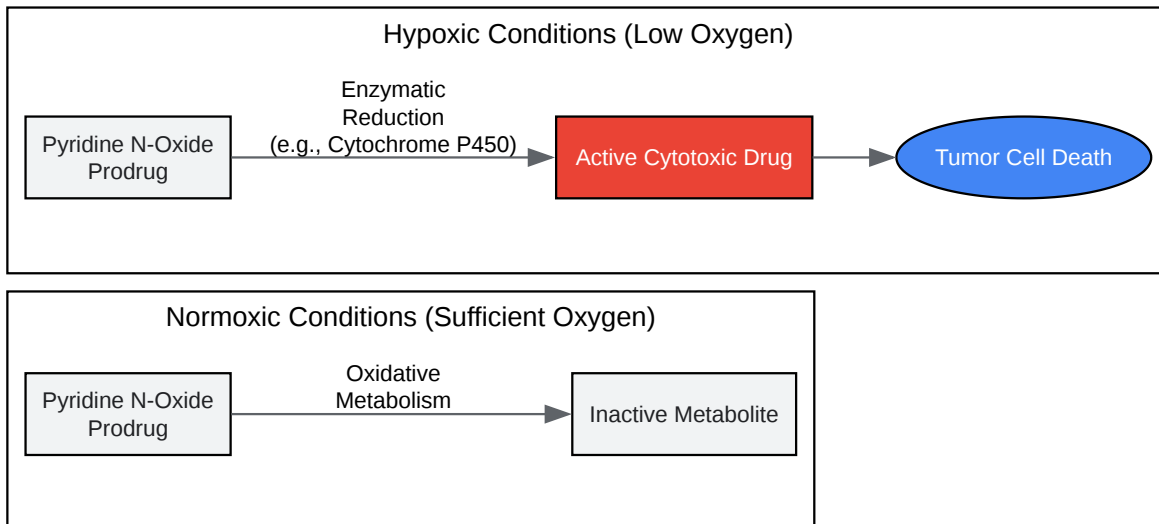 Hypoxic Conditions (Low Oxygen)
Enzymatic
Reduction
(e.g., Cytochrome P450)
Pyridine N-Oxide
Prodrug
Active Cytotoxic Drug
Tumor Cell Death
Normoxic Conditions (Sufficient Oxygen)
Oxidative
Metabolism
Pyridine N-Oxide
Prodrug
Inactive Metabolite